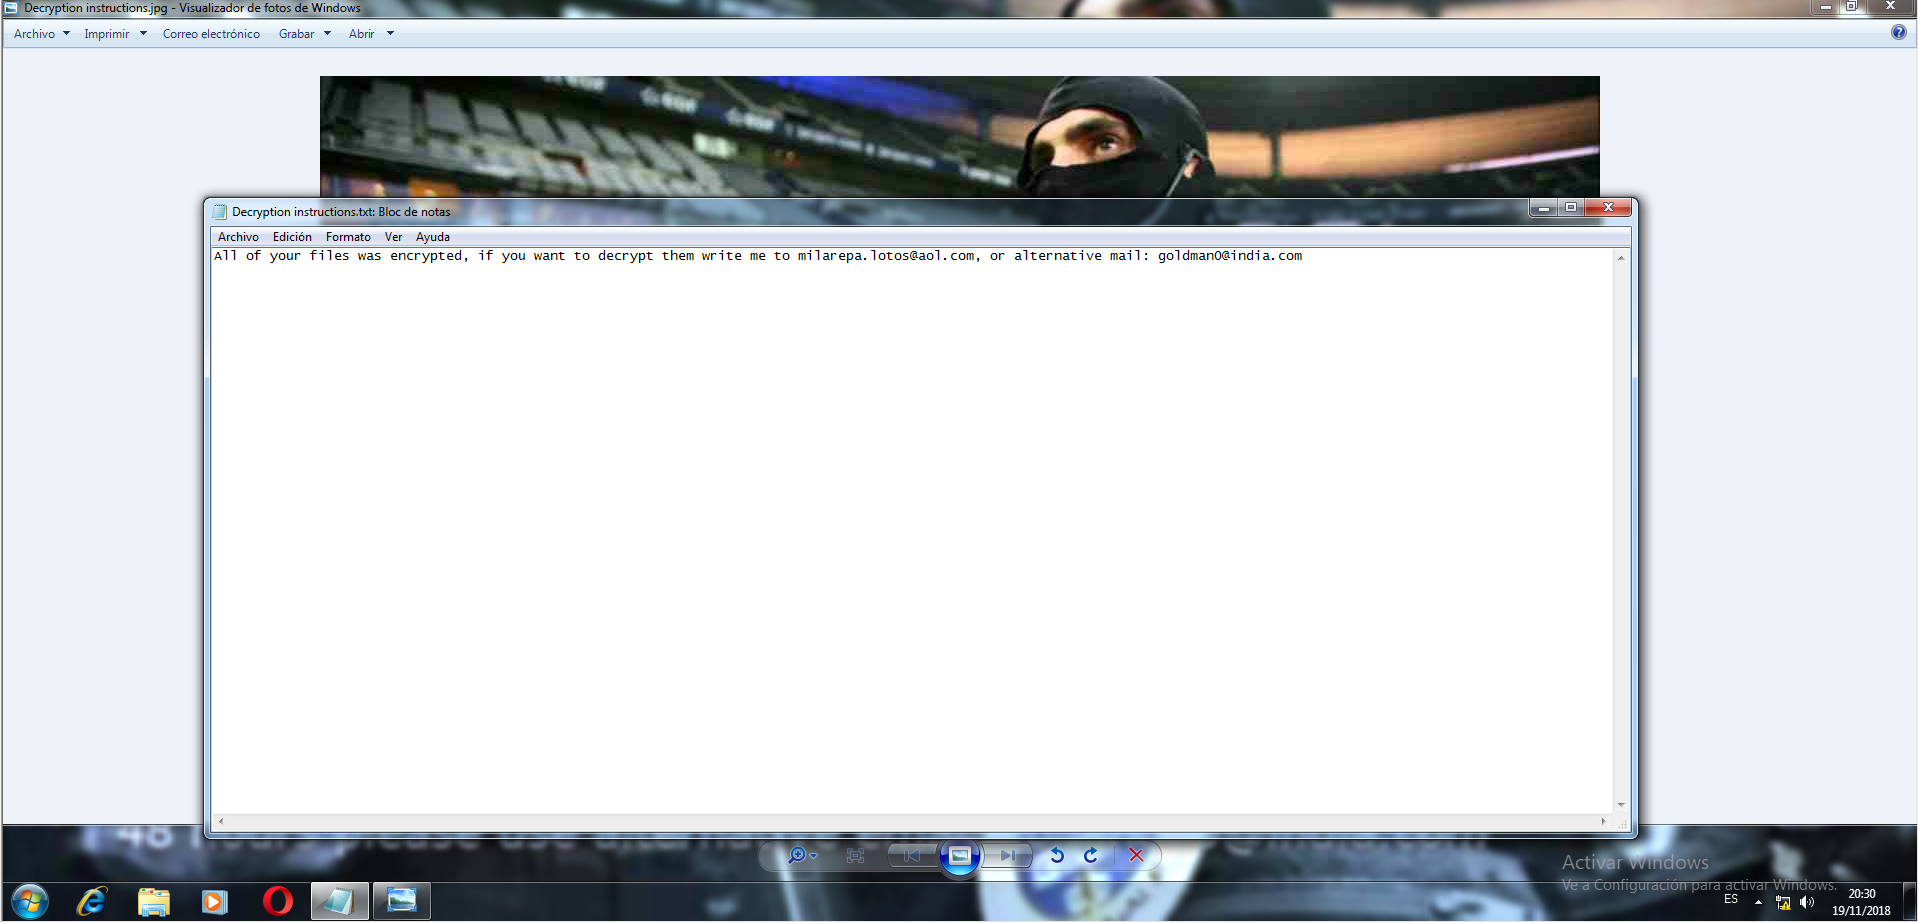 Decryption instructions.jpg - Visualizador de fotos de Windows
Archivo Imprimir Correo electrónico Grabar Abrir
Decryption instructions.txt: Bloc de notas
Archivo Edición Formato Ver Ayuda
All of your files was encrypted, if you want to decrypt them write me to milarepa.lotos@aol.com, or alternative mail: goldman0@india.com
48
please use
Activar Windows
Ve a Configuración para activar Windows.
ES
20:30
19/11/2018